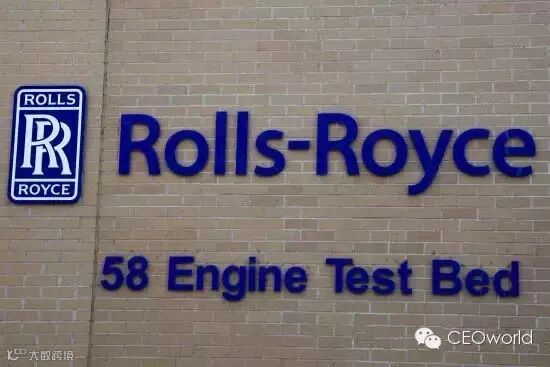 ROLLS
RR
ROYCE
Rolls-Royce
58 Engine Test Bed
CEOworld
大数跨境